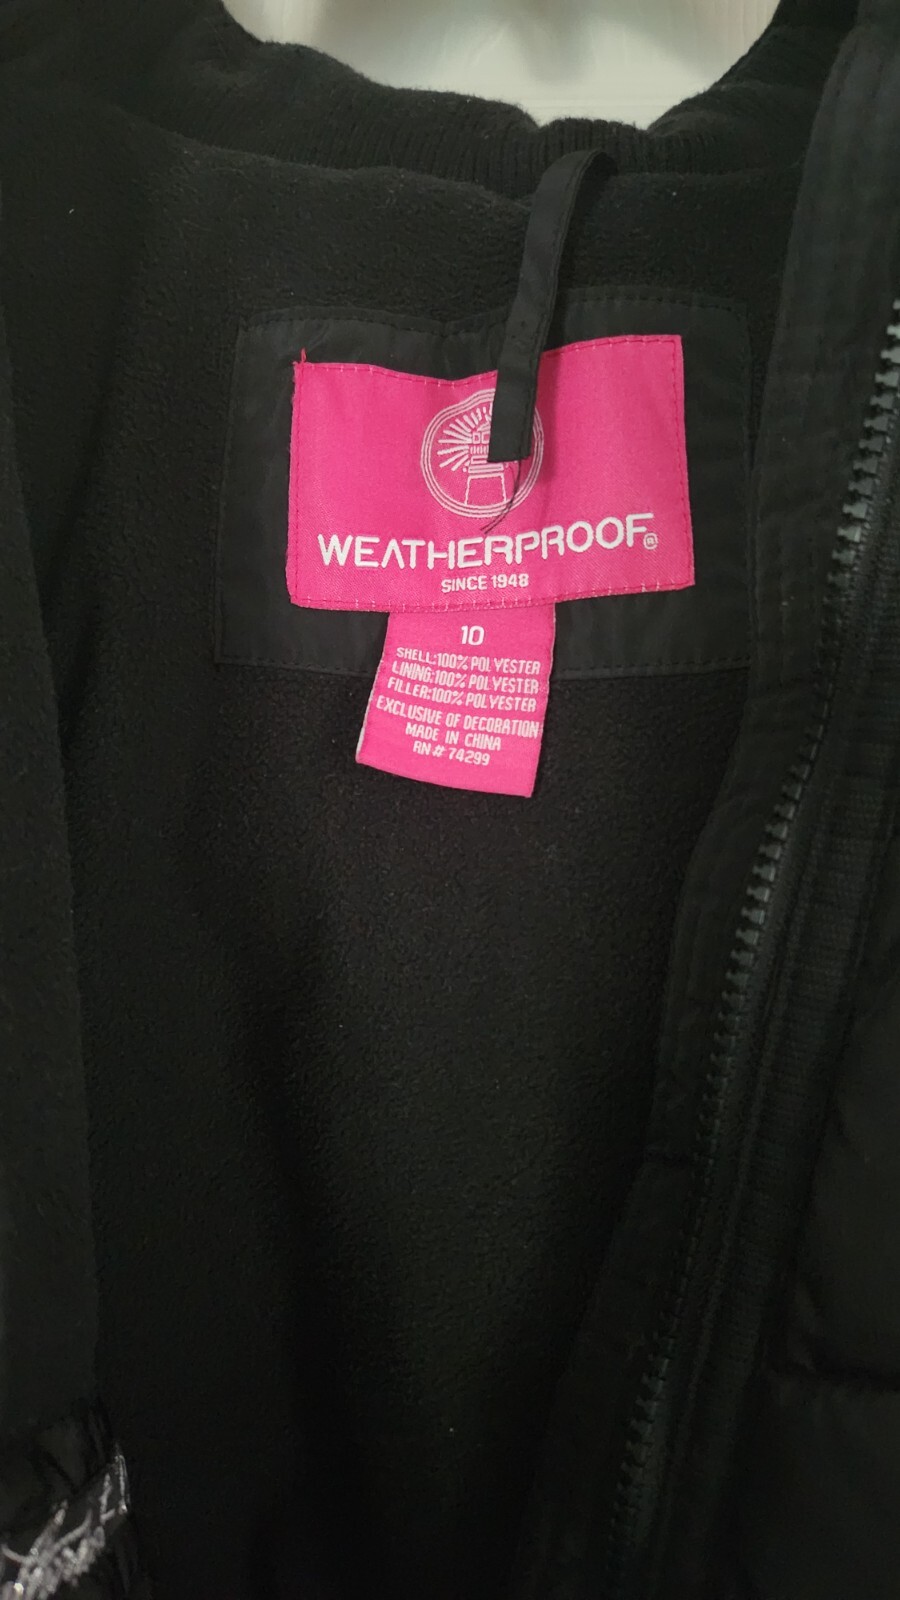 WEATHERPROOF®
SINCE 1948
10
SHELL:100% POLYESTER
LINING:100% POLYESTER
FILLER:100% POLYESTER
EXCLUSIVE OF DECORATION
MADE IN CHINA
RN# 74299